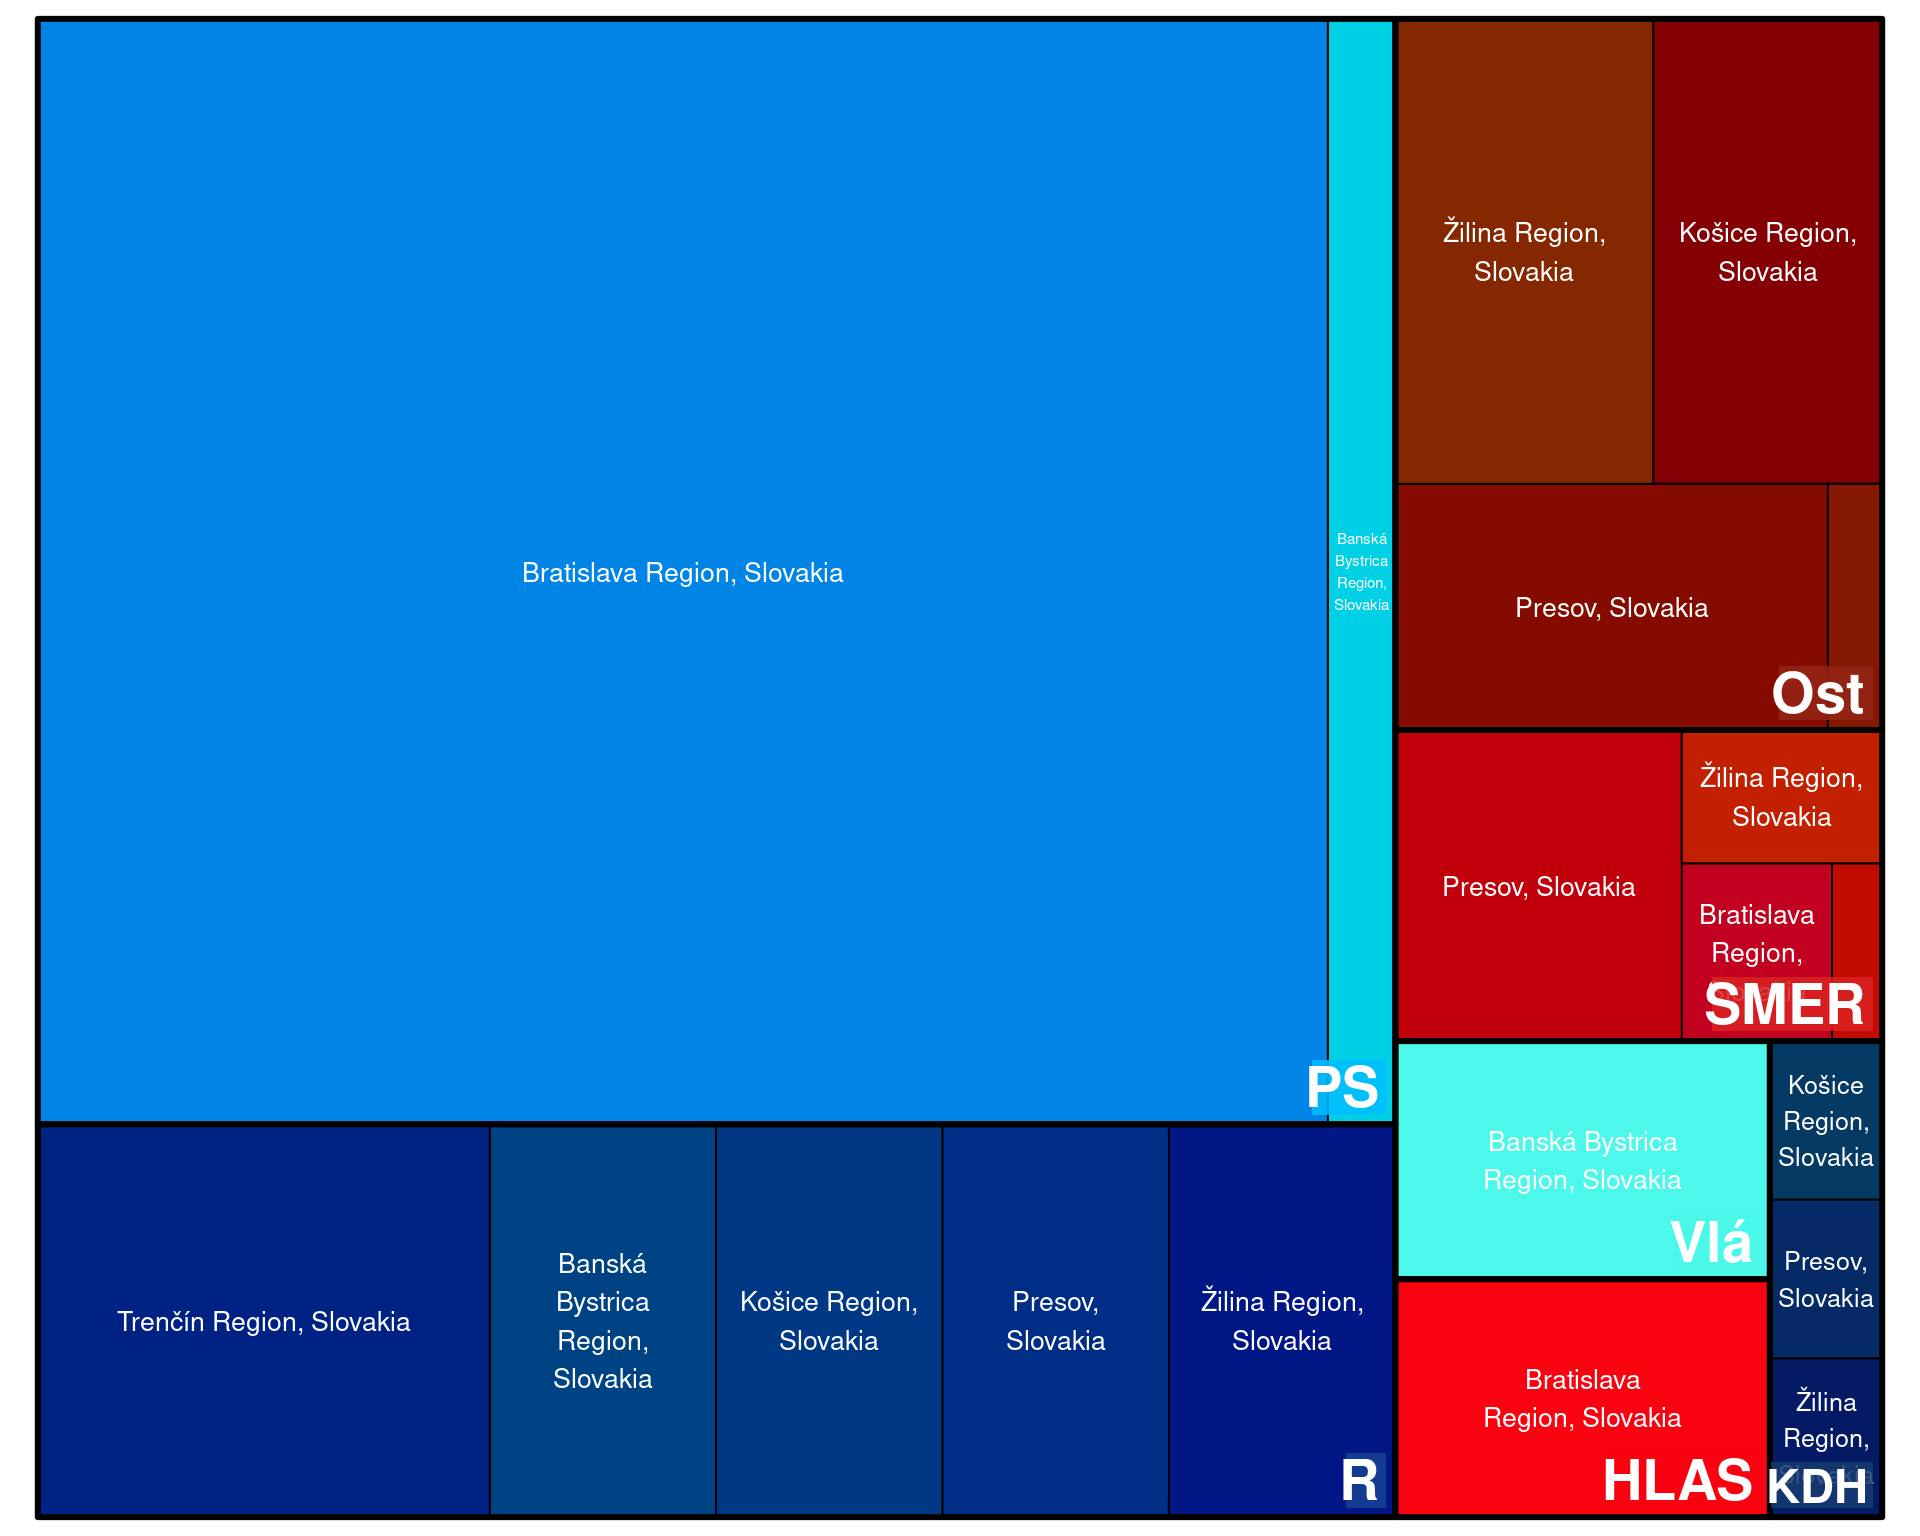 Bratislava Region, Slovakia
Banská
Bystrica
Region,
Slovakia
PS
Trenčín Region, Slovakia
Banská
Bystrica
Region,
Slovakia
Košice Region,
Slovakia
Presov,
Slovakia
Žilina Region,
Slovakia
R
Žilina Region,
Slovakia
Košice Region,
Slovakia
Presov, Slovakia
Ost
Presov, Slovakia
Žilina Region,
Slovakia
Bratislava
Region,
SMER
Banská Bystrica
Region, Slovakia
Vlá
Bratislava
Region, Slovakia
HLAS
Košice
Region,
Slovakia
Presov,
Slovakia
Žilina
Region,
KDH